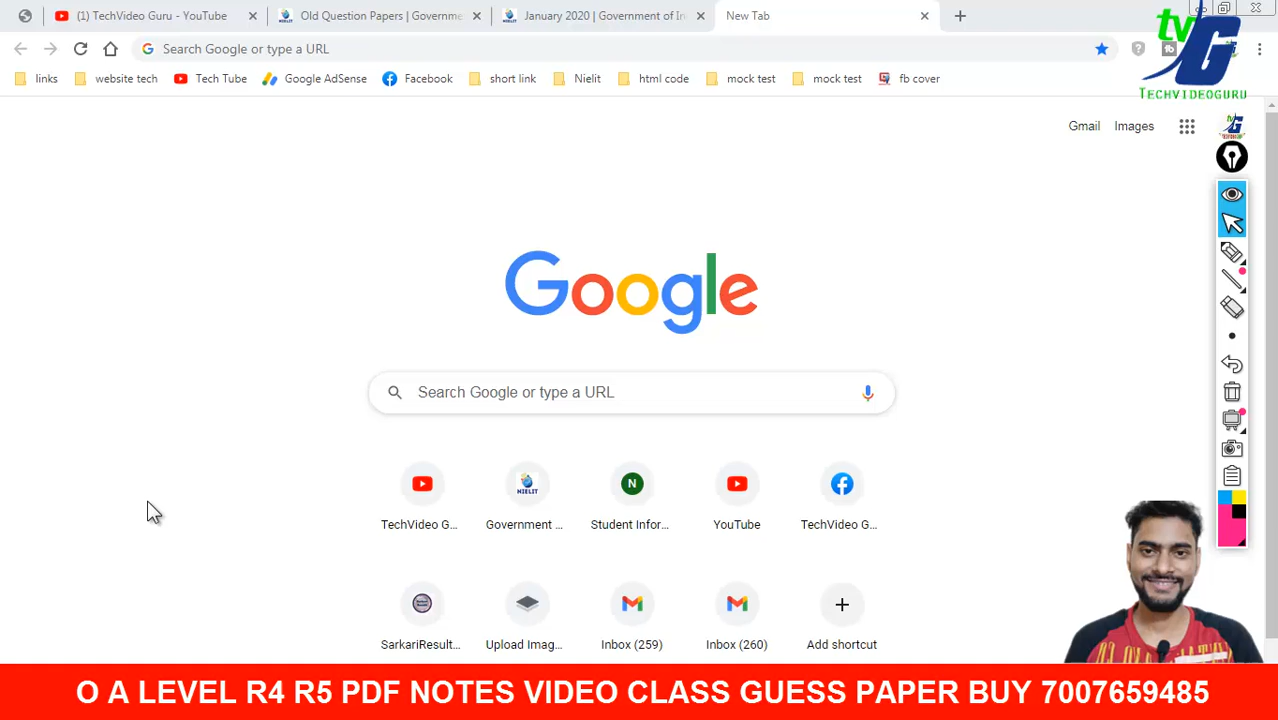 (1) TechVideo Guru - YouTube
Old Question Papers | Governme
January 2020 | Government of In
New Tab
Search Google or type a URL
links
website tech
Tech Tube
Google AdSense
Facebook
short link
Nielit
html code
mock test
mock test
fb cover
tvG
TECHVIDEOGURU
Gmail
Images
Google
Search Google or type a URL
TechVideo G...
Government ...
Student Infor...
YouTube
TechVideo G...
SarkariResult...
Upload Imag...
Inbox (259)
Inbox (260)
Add shortcut
NIELIT
N
O A LEVEL R4 R5 PDF NOTES VIDEO CLASS GUESS PAPER BUY 7007659485